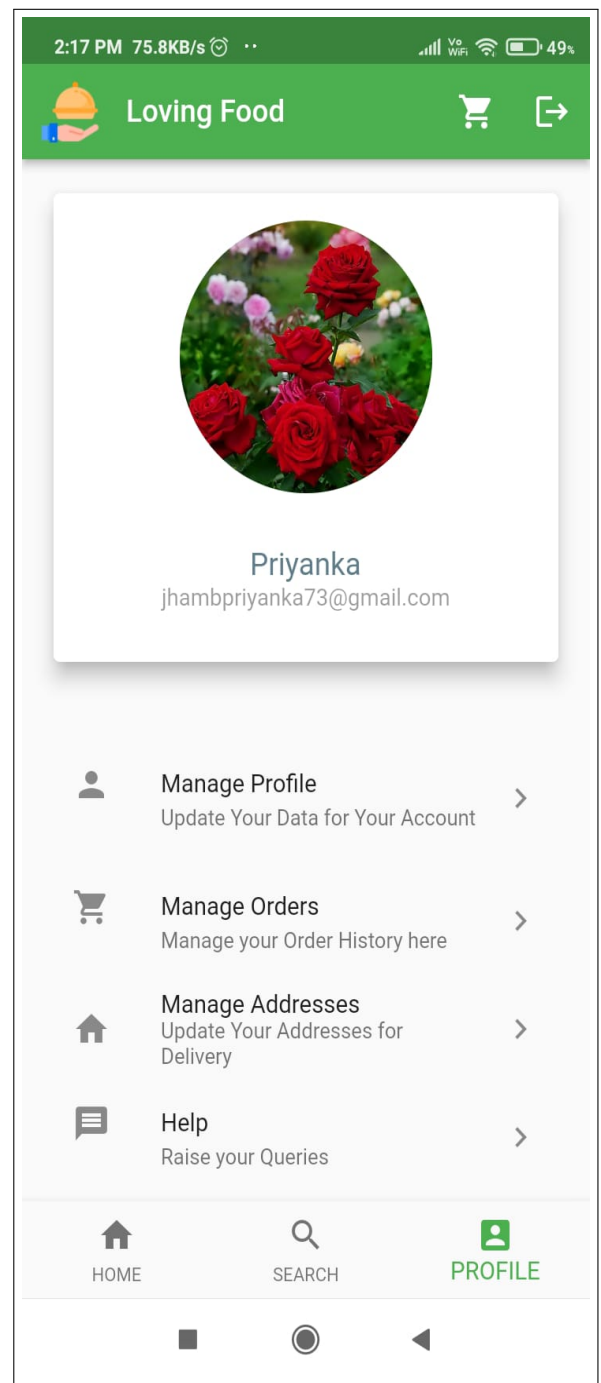 2:17 PM 75.8KB/s Vo WiFi 49%
Loving Food
Priyanka
jhambpriyanka73@gmail.com
Manage Profile
Update Your Data for Your Account
Manage Orders
Manage your Order History here
Manage Addresses
Update Your Addresses for
Delivery
Help
Raise your Queries
HOME SEARCH PROFILE